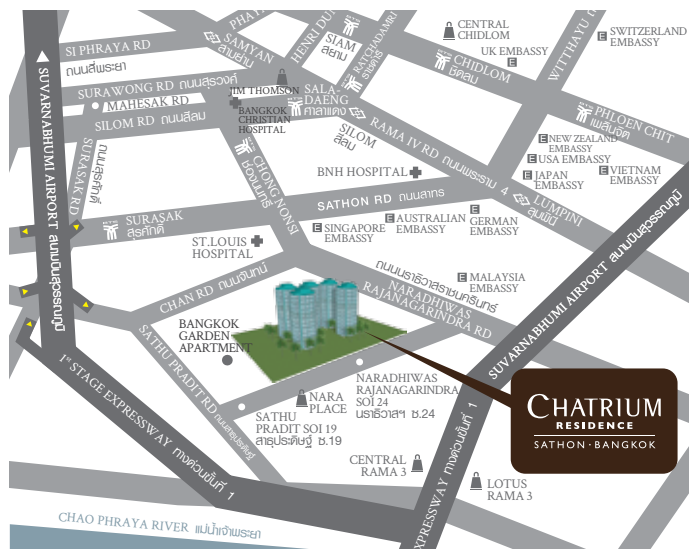 SI PHRAYA RD
ถนนสี่พระยา
SAMYAN
สามย่าน
HENRI DU
SIAM
สยาม
RATCHADAMRI
ราชดำริ
CENTRAL
CHIDLOM
UK EMBASSY
CHIDLOM
ชิดลม
WITTHAYU
SWITZERLAND
EMBASSY
PHLOEN CHIT
เพลินจิต
SURAWONG RD ถนนสุรวงศ์
MAHESAK RD
SILOM RD ถนนสีลม
JIM THOMSON
BANGKOK
CHRISTIAN
HOSPITAL
SALA-
DAENG
ศาลาแดง
SILOM
สีลม
RAMA IV RD ถนนพระราม 4
NEW ZEALAND
EMBASSY
USA EMBASSY
JAPAN
EMBASSY
VIETNAM
EMBASSY
LUMPINI
ลุมพินี
SUVARNABHUMI AIRPORT สนามบินสุวรรณภูมิ
SURASAK RD
ถนนสุรศักดิ์
CHONG NONSI
ช่องนนทรี
BNH HOSPITAL
SATHON RD ถนนสาทร
SURASAK
สุรศักดิ์
ST.LOUIS
HOSPITAL
SINGAPORE
EMBASSY
AUSTRALIAN
EMBASSY
GERMAN
EMBASSY
MALAYSIA
EMBASSY
ถนนนราธิวาสราชนครินทร์
NARADHIWAS
RAJANAGARINDRA RD
CHAN RD ถนนจันทน์
SUVARNABHUMI AIRPORT สนามบินสุวรรณภูมิ
BANGKOK
GARDEN
APARTMENT
SATHU PRADIT RD ถนนสาธุประดิษฐ์
1ST STAGE EXPRESSWAY ทางด่วนขั้นที่ 1
NARA
PLACE
NARADHIWAS
RAJANAGARINDRA
SOI 24
นราธิวาสฯ ซ.24
SATHU
PRADIT SOI 19
สาธุประดิษฐ์ ซ.19
CHATRIUM
RESIDENCE
SATHON·BANGKOK
CENTRAL
RAMA 3
LOTUS
RAMA 3
XPRESSWAY ทางด่วนขั้นที่ 1
CHAO PHRAYA RIVER แม่น้ำเจ้าพระยา